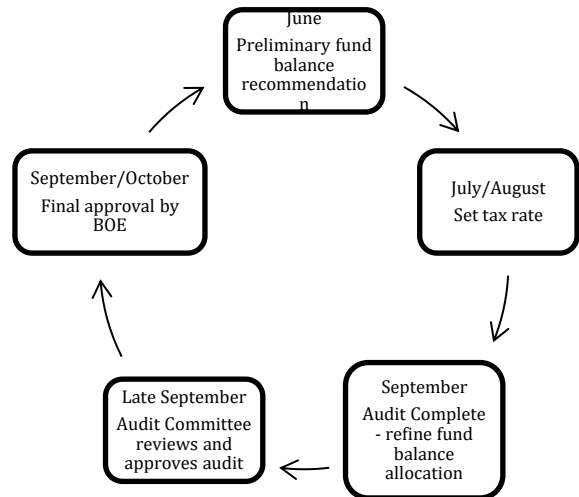 June
Preliminary fund
balance
recommendatio
n
July/August
Set tax rate
September
Audit Complete
- refine fund
balance
allocation
Late September
Audit Committee
reviews and
approves audit
September/October
Final approval by
BOE